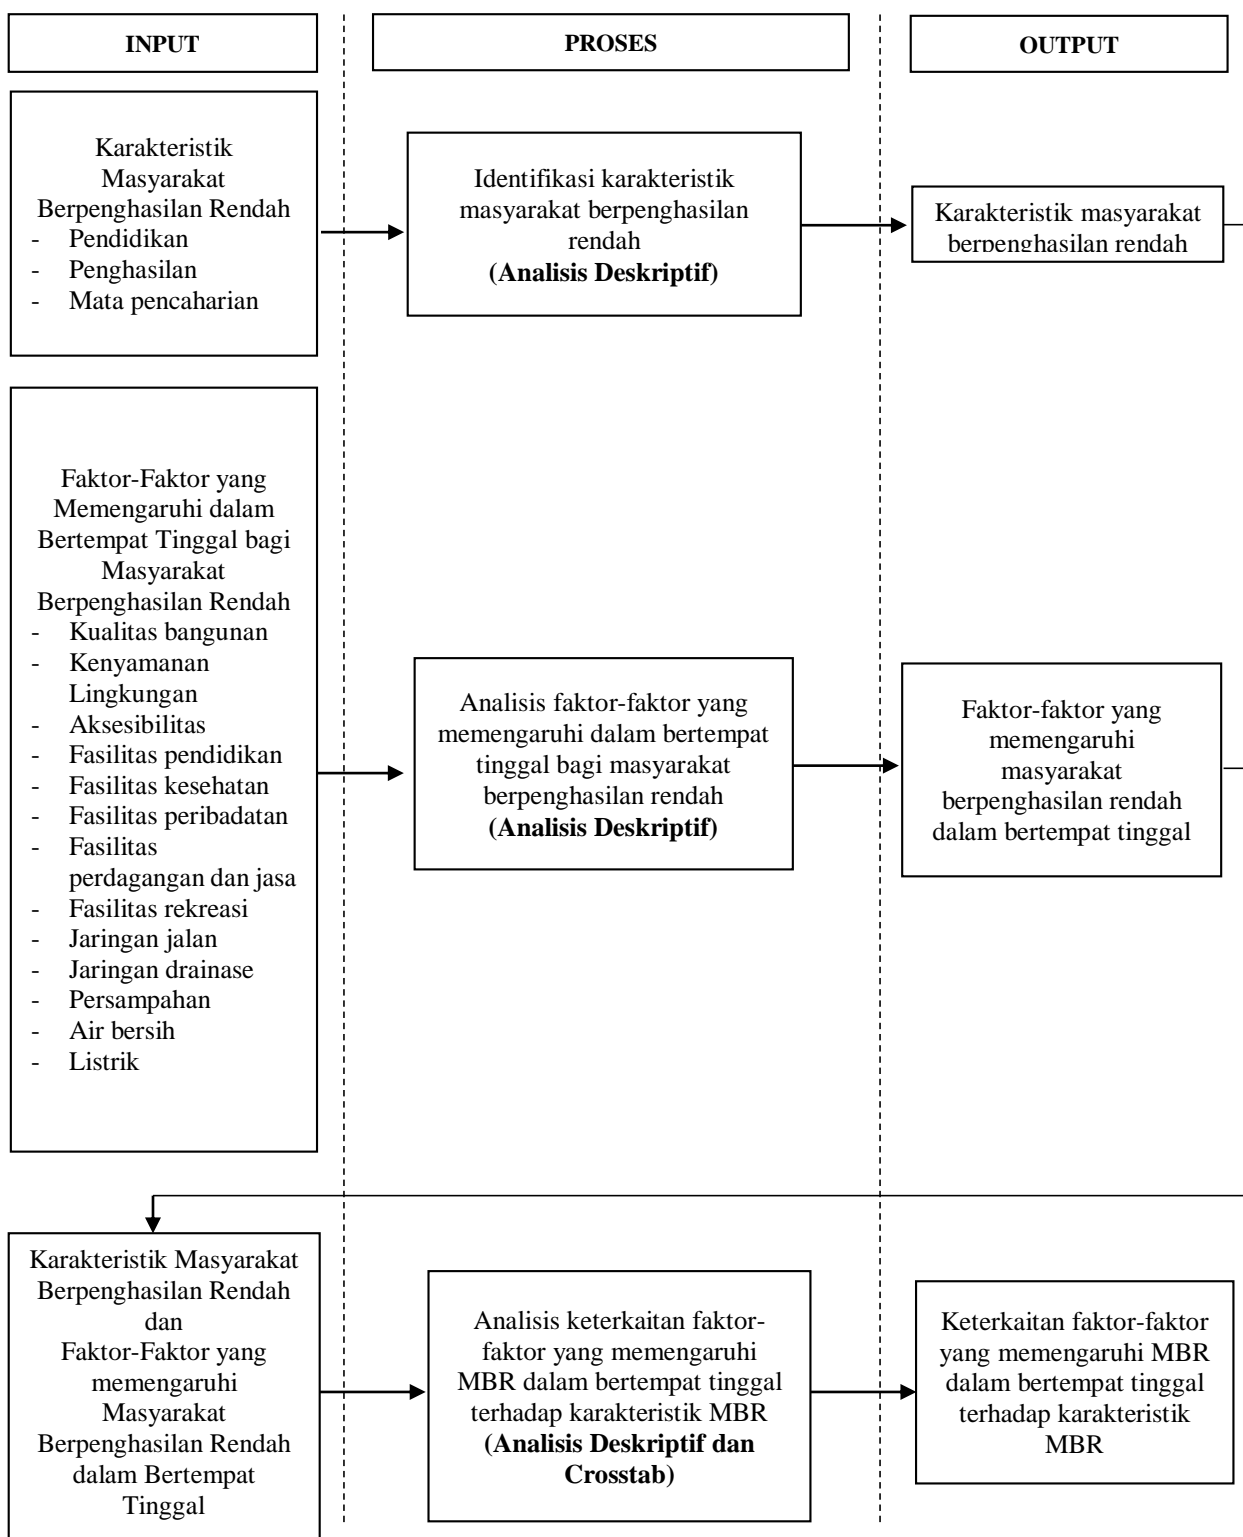 INPUT
PROSES
OUTPUT
Karakteristik
Masyarakat
Berpenghasilan Rendah
- Pendidikan
- Penghasilan
- Mata pencaharian
Identifikasi karakteristik
masyarakat berpenghasilan
rendah
(Analisis Deskriptif)
Karakteristik masyarakat
berpenghasilan rendah
Faktor-Faktor yang
Memengaruhi dalam
Bertempat Tinggal bagi
Masyarakat
Berpenghasilan Rendah
- Kualitas bangunan
- Kenyamanan
Lingkungan
- Aksesibilitas
- Fasilitas pendidikan
- Fasilitas kesehatan
- Fasilitas peribadatan
- Fasilitas
perdagangan dan jasa
- Fasilitas rekreasi
- Jaringan jalan
- Jaringan drainase
- Persampahan
- Air bersih
- Listrik
Analisis faktor-faktor yang
memengaruhi dalam bertempat
tinggal bagi masyarakat
berpenghasilan rendah
(Analisis Deskriptif)
Faktor-faktor yang
memengaruhi
masyarakat
berpenghasilan rendah
dalam bertempat tinggal
Karakteristik Masyarakat
Berpenghasilan Rendah
dan
Faktor-Faktor yang
memengaruhi
Masyarakat
Berpenghasilan Rendah
dalam Bertempat
Tinggal
Analisis keterkaitan faktor-
faktor yang memengaruhi
MBR dalam bertempat tinggal
terhadap karakteristik MBR
(Analisis Deskriptif dan
Crosstab)
Keterkaitan faktor-faktor
yang memengaruhi MBR
dalam bertempat tinggal
terhadap karakteristik
MBR